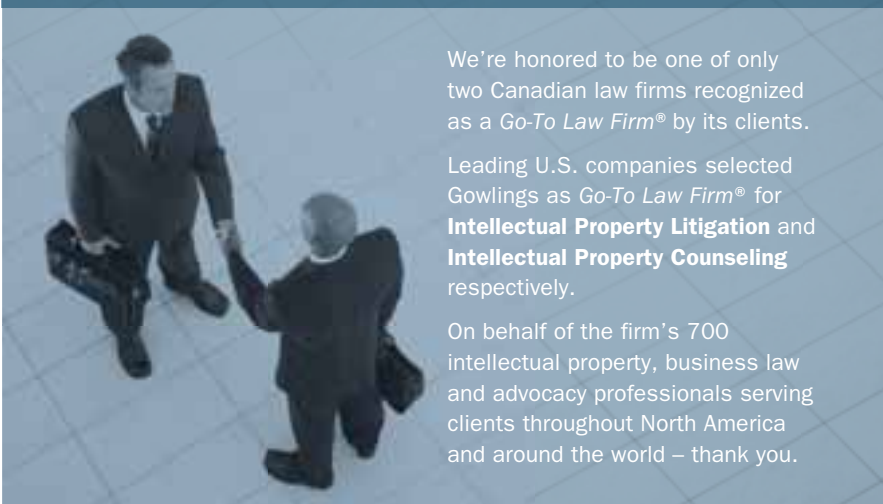 We're honored to be one of only
two Canadian law firms recognized
as a Go-To Law Firm® by its clients.
Leading U.S. companies selected
Gowlings as Go-To Law Firm® for
Intellectual Property Litigation and
Intellectual Property Counseling
respectively.
On behalf of the firm's 700
intellectual property, business law
and advocacy professionals serving
clients throughout North America
and around the world – thank you.